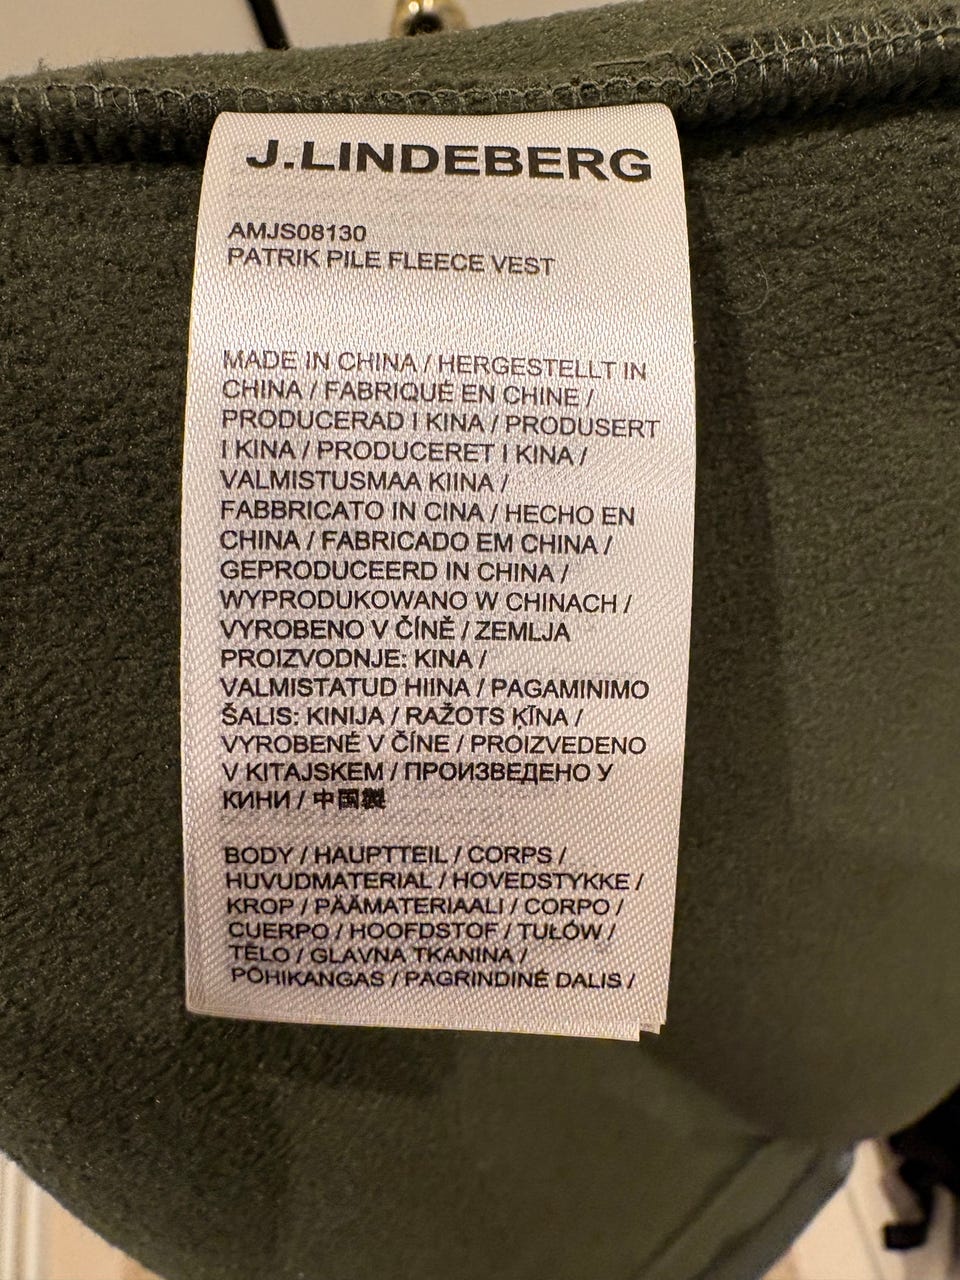 J.LINDEBERG
AMJS08130
PATRIK PILE FLEECE VEST
MADE IN CHINA / HERGESTELLT IN
CHINA / FABRIQUÉ EN CHINE /
PRODUCERAD I KINA / PRODUSERT
I KINA / PRODUCERET I KINA /
VALMISTUSMAA KIINA /
FABBRICATO IN CINA / HECHO EN
CHINA / FABRICADO EM CHINA /
GEPRODUCEERD IN CHINA /
WYPRODUKOWANO W CHINACH /
VYROBENO V ČÍNĚ / ZEMLJA
PROIZVODNJE: KINA /
VALMISTATUD HIINA / PAGAMINIMO
ŠALIS: KINIJA / RAŽOTS ĶĪNA /
VYROBENÉ V ČÍNE / PROIZVEDENO
V KITAJSKEM / ПРОИЗВЕДЕНО У
КИНИ / 中国製
BODY / HAUPTTEIL / CORPS /
HUVUDMATERIAL / HOVEDSTYKKE /
KROP / PÄÄMATERIAALI / CORPO /
CUERPO / HOOFDSTOF / TUŁÓW /
TĚLO / GLAVNA TKANINA /
PÕHIKANGAS / PAGRINDINĖ DALIS /